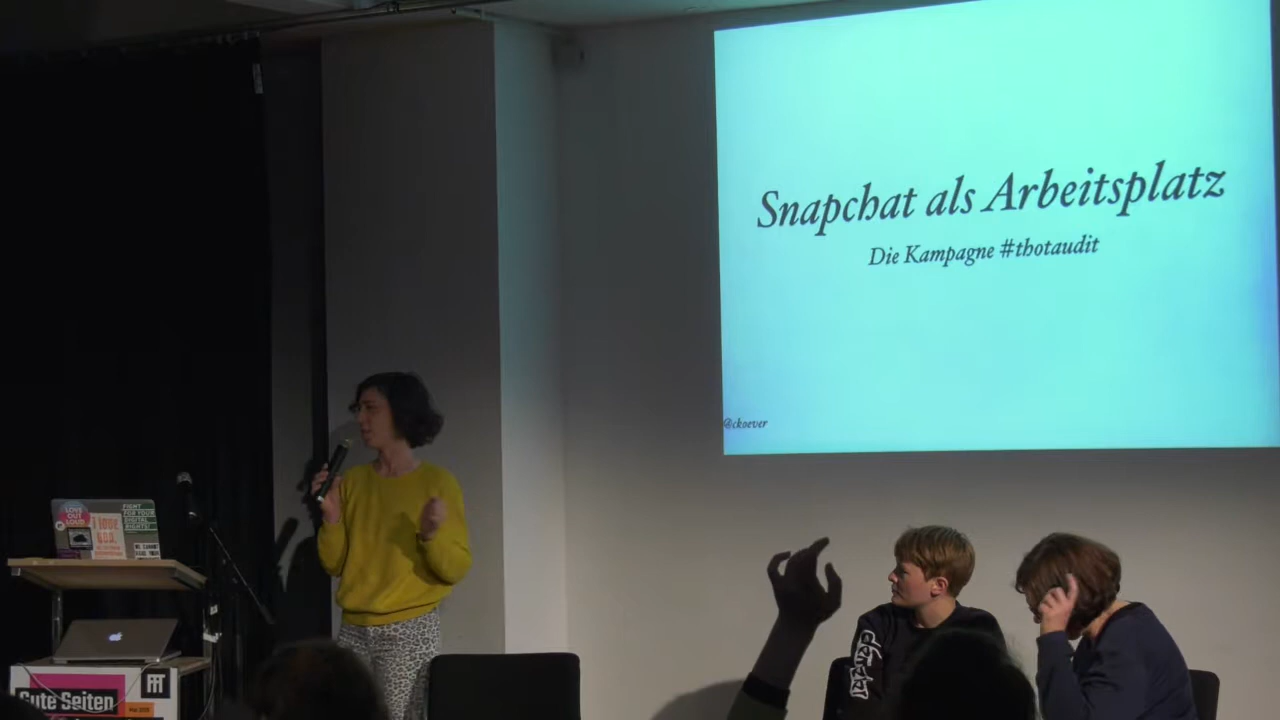 Snapchat als Arbeitsplatz
Die Kampagne #thotaudit
@ckoever
LOVE
OUT
LOUD
FIGHT
FOR YOUR
DIGITAL
RIGHTS!
Gute Seiten